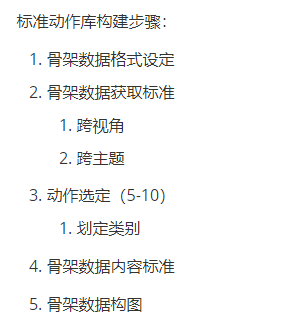 标准动作库构建步骤：
1. 骨架数据格式设定
2. 骨架数据获取标准
1. 跨视角
2. 跨主题
3. 动作选定（5-10）
1. 划定类别
4. 骨架数据内容标准
5. 骨架数据构图